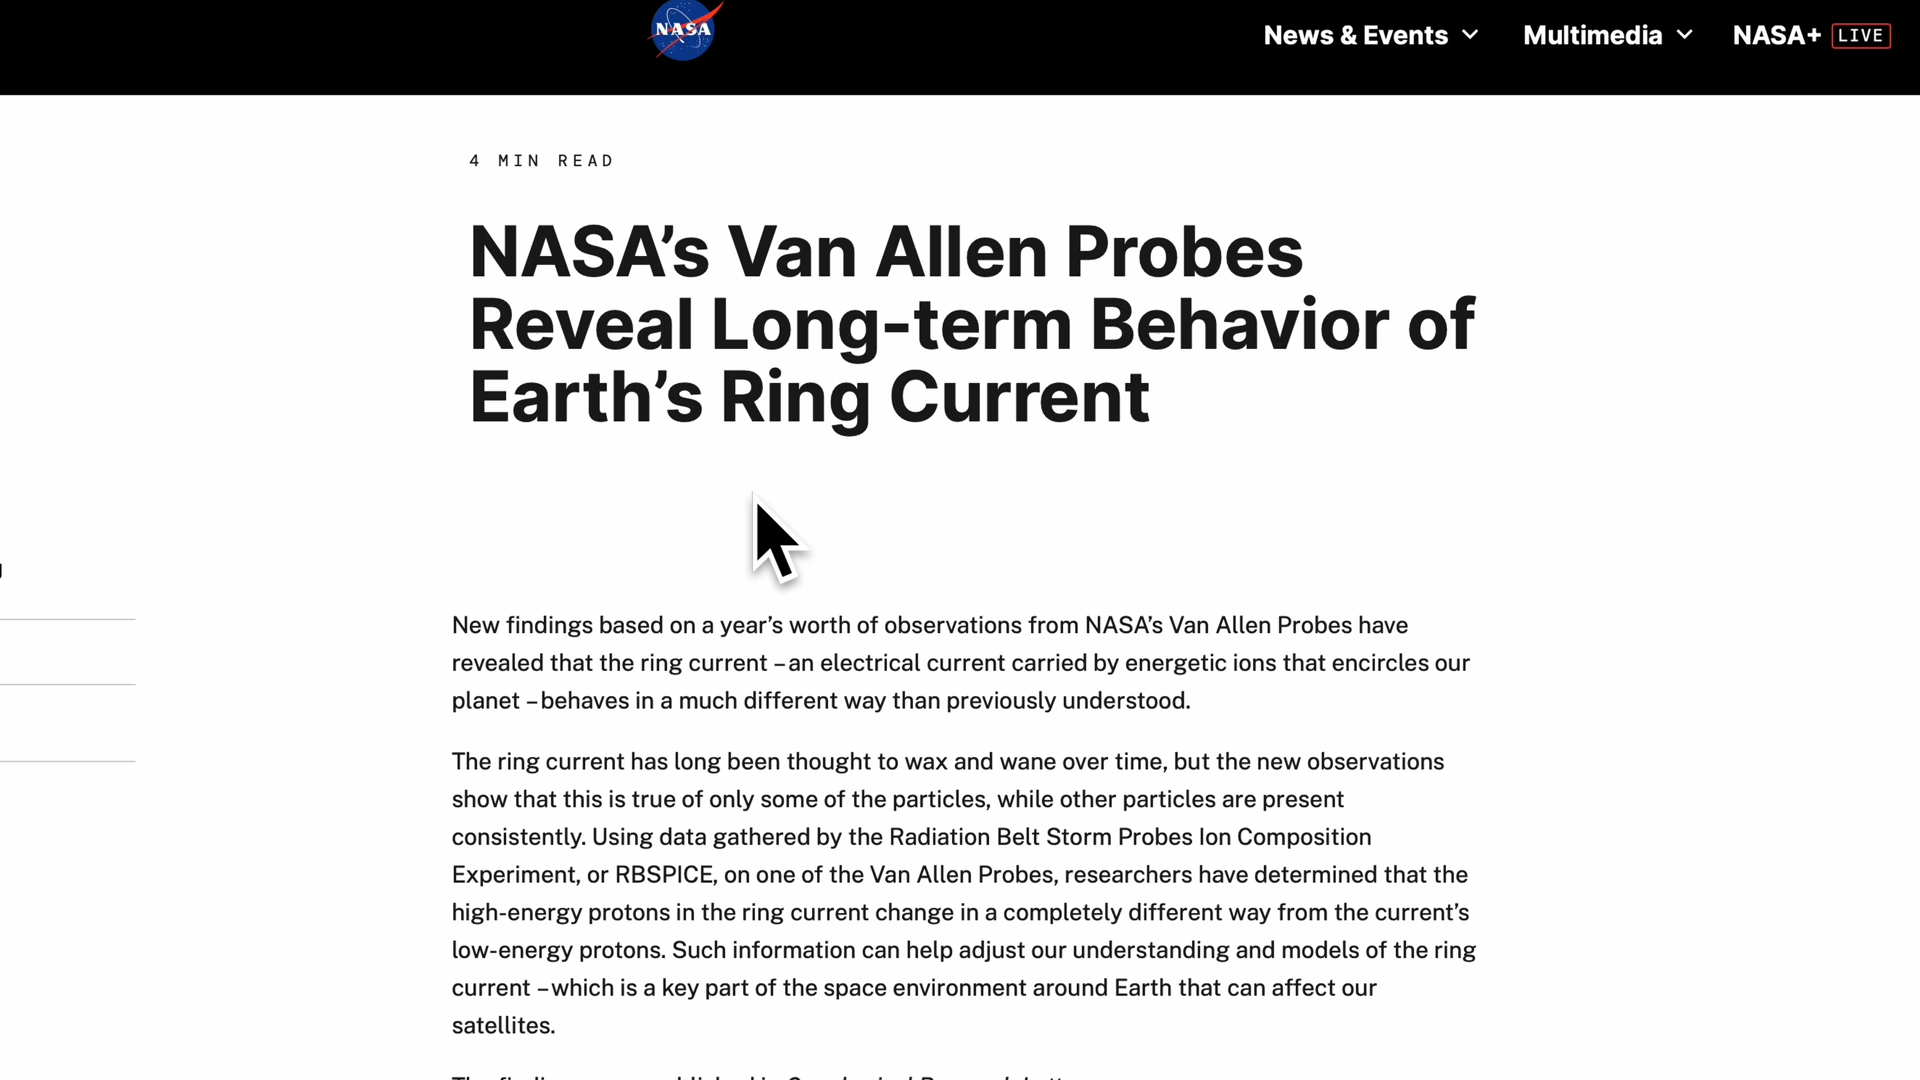 NASA
News & Events
Multimedia
NASA+ LIVE
4 MIN READ
NASA’s Van Allen Probes
Reveal Long-term Behavior of
Earth’s Ring Current
New findings based on a year’s worth of observations from NASA’s Van Allen Probes have
revealed that the ring current – an electrical current carried by energetic ions that encircles our
planet – behaves in a much different way than previously understood.
The ring current has long been thought to wax and wane over time, but the new observations
show that this is true of only some of the particles, while other particles are present
consistently. Using data gathered by the Radiation Belt Storm Probes Ion Composition
Experiment, or RBSPICE, on one of the Van Allen Probes, researchers have determined that the
high-energy protons in the ring current change in a completely different way from the current’s
low-energy protons. Such information can help adjust our understanding and models of the ring
current – which is a key part of the space environment around Earth that can affect our
satellites.